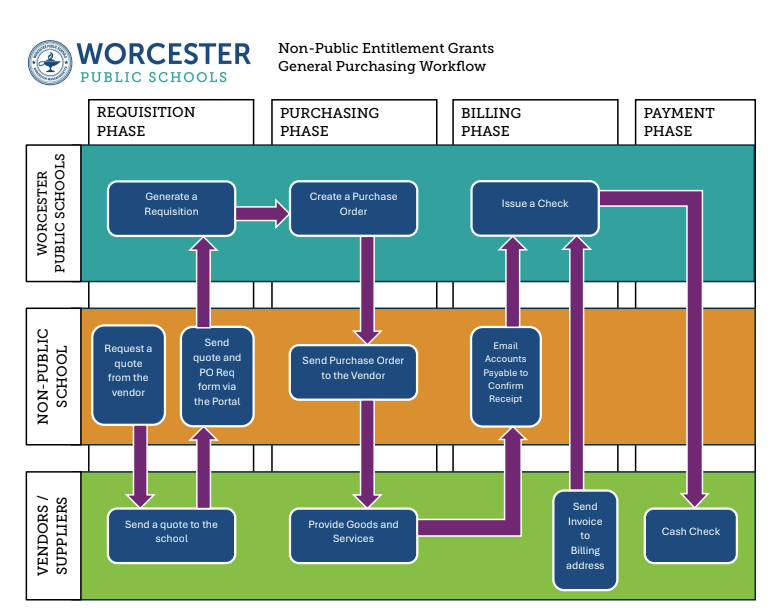 WORCESTER
PUBLIC SCHOOLS
Non-Public Entitlement Grants
General Purchasing Workflow
REQUISITION
PHASE
PURCHASING
PHASE
BILLING
PHASE
PAYMENT
PHASE
WORCESTER
PUBLIC SCHOOLS
Generate a
Requisition
Create a Purchase
Order
Issue a Check
NON-PUBLIC
SCHOOL
Request a
quote
from the
vendor
Send
quote and
PO Req
form via
the Portal
Send Purchase Order
to the Vendor
Email
Accounts
Payable to
Confirm
Receipt
VENDORS /
SUPPLIERS
Send a quote to the
school
Provide Goods and
Services
Send
Invoice
to
Billing
address
Cash Check